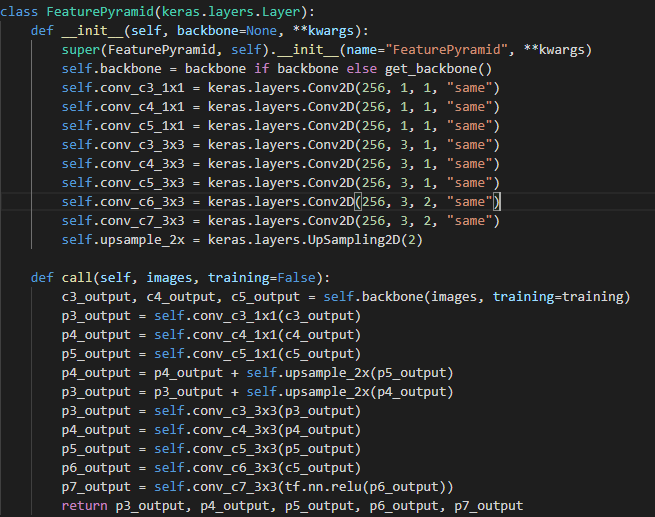 class FeaturePyramid(keras.layers.Layer):
    def __init__(self, backbone=None, **kwargs):
        super(FeaturePyramid, self).__init__(name="FeaturePyramid", **kwargs)
        self.backbone = backbone if backbone else get_backbone()
        self.conv_c3_1x1 = keras.layers.Conv2D(256, 1, 1, "same")
        self.conv_c4_1x1 = keras.layers.Conv2D(256, 1, 1, "same")
        self.conv_c5_1x1 = keras.layers.Conv2D(256, 1, 1, "same")
        self.conv_c3_3x3 = keras.layers.Conv2D(256, 3, 1, "same")
        self.conv_c4_3x3 = keras.layers.Conv2D(256, 3, 1, "same")
        self.conv_c5_3x3 = keras.layers.Conv2D(256, 3, 1, "same")
        self.conv_c6_3x3 = keras.layers.Conv2D(256, 3, 2, "same")
        self.conv_c7_3x3 = keras.layers.Conv2D(256, 3, 2, "same")
        self.upsample_2x = keras.layers.UpSampling2D(2)

    def call(self, images, training=False):
        c3_output, c4_output, c5_output = self.backbone(images, training=training)
        p3_output = self.conv_c3_1x1(c3_output)
        p4_output = self.conv_c4_1x1(c4_output)
        p5_output = self.conv_c5_1x1(c5_output)
        p4_output = p4_output + self.upsample_2x(p5_output)
        p3_output = p3_output + self.upsample_2x(p4_output)
        p3_output = self.conv_c3_3x3(p3_output)
        p4_output = self.conv_c4_3x3(p4_output)
        p5_output = self.conv_c5_3x3(p5_output)
        p6_output = self.conv_c6_3x3(c5_output)
        p7_output = self.conv_c7_3x3(tf.nn.relu(p6_output))
        return p3_output, p4_output, p5_output, p6_output, p7_output